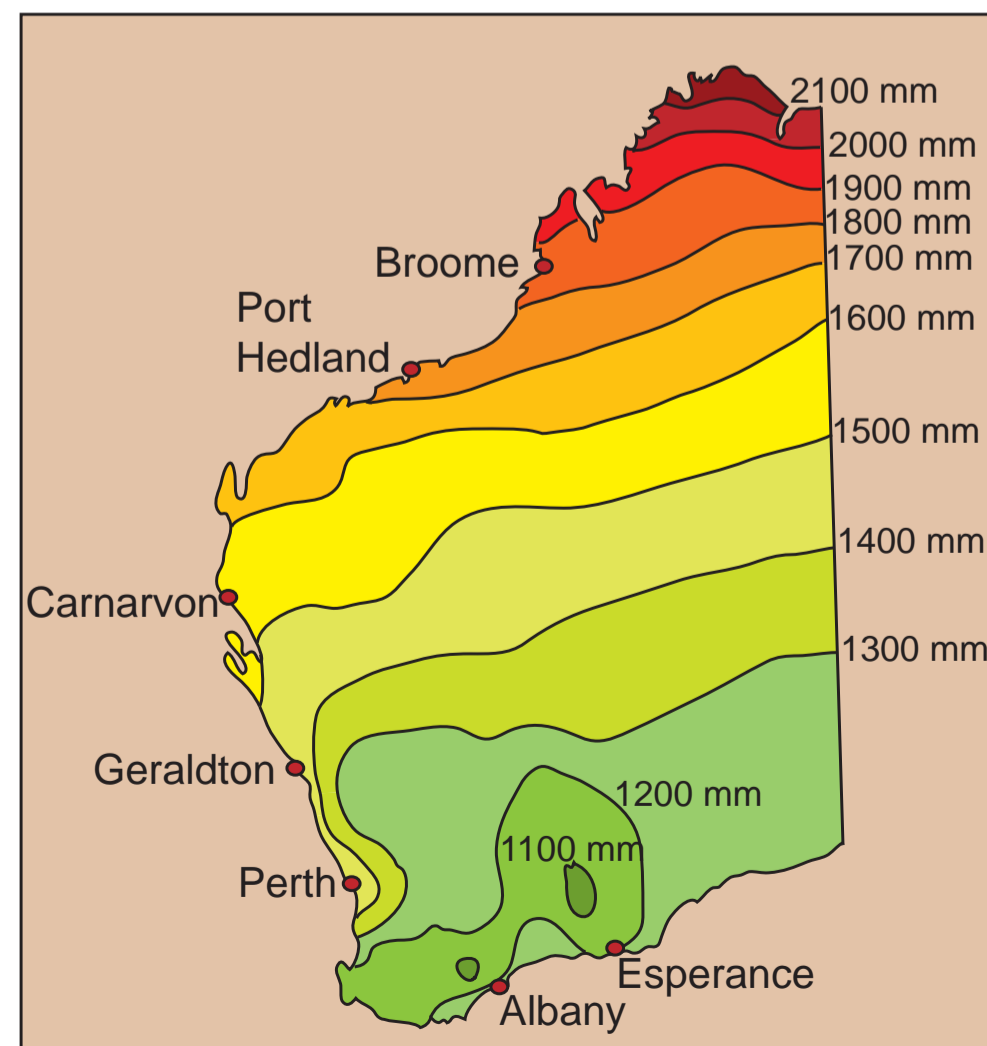 2100 mm
2000 mm
1900 mm
1800 mm
1700 mm
1600 mm
1500 mm
1400 mm
1300 mm
1200 mm
1100 mm
Broome
Port
Hedland
Carnarvon
Geraldton
Perth
Esperance
Albany